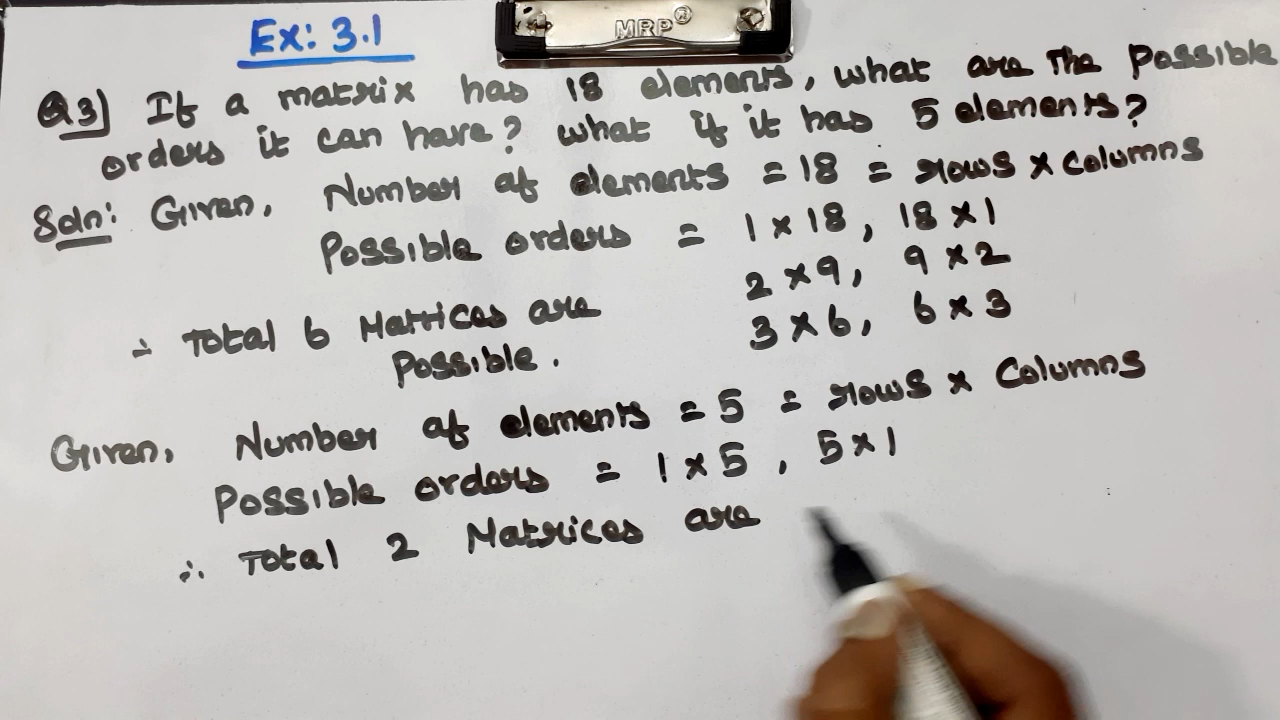 MRP®
Ex: 3.1
Q3) If a matrix has 18 elements, what are the possible
orders it can have? what if it has 5 elements?
Soln: Given, Number of elements = 18 = rows × columns
Possible orders = 1 × 18, 18 × 1
2 × 9, 9 × 2
∴ Total 6 Matrices are
3 × 6, 6 × 3
possible.
Given, Number of elements = 5 = rows × columns
possible orders = 1 × 5, 5 × 1
∴ Total 2 Matrices are